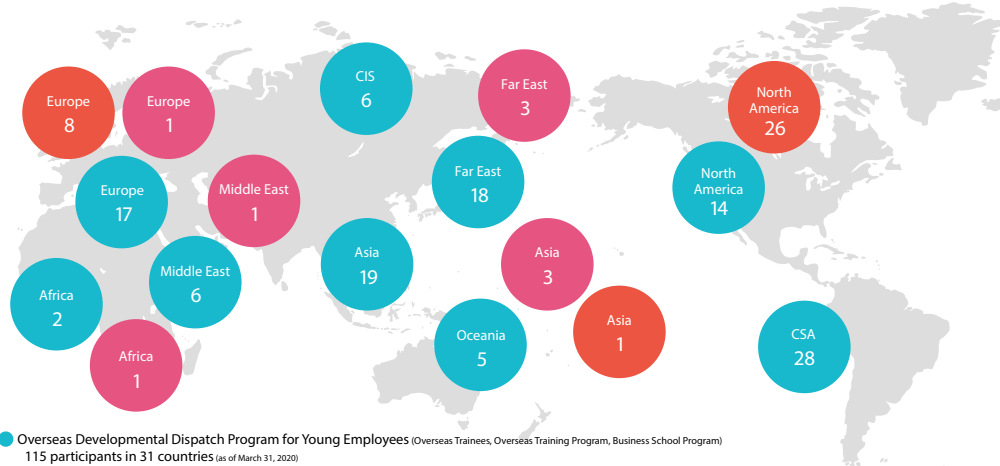 Europe
8
Europe
1
CIS
6
Far East
3
North
America
26
Europe
17
Middle East
1
Far East
18
North
America
14
Africa
2
Middle East
6
Asia
19
Asia
3
Africa
1
Oceania
5
Asia
1
CSA
28
Overseas Developmental Dispatch Program for Young Employees (Overseas Trainees, Overseas Training Program, Business School Program)
115 participants in 31 countries (as of March 31, 2020)